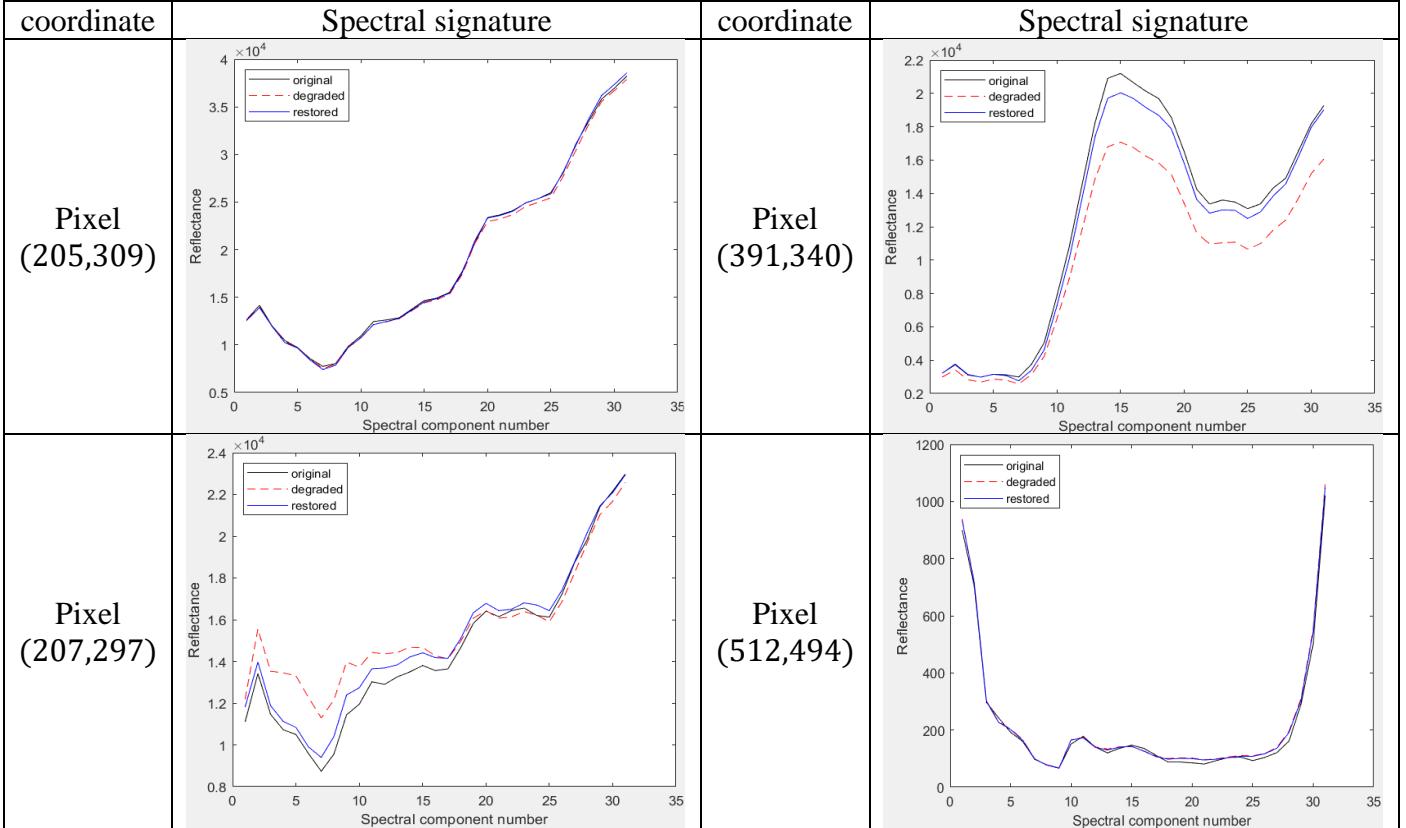 coordinate Spectral signature coordinate Spectral signature
Pixel
(205,309)
×10⁴
4
3.5
3
2.5
2
1.5
1
0.5
Reflectance
original
degraded
restored
0 5 10 15 20 25 30 35
Spectral component number
Pixel
(391,340)
×10⁴
2.2
2
1.8
1.6
1.4
1.2
1
0.8
0.6
0.4
0.2
Reflectance
original
degraded
restored
0 5 10 15 20 25 30 35
Spectral component number
Pixel
(207,297)
×10⁴
2.4
2.2
2
1.8
1.6
1.4
1.2
1
0.8
Reflectance
original
degraded
restored
0 5 10 15 20 25 30 35
Spectral component number
Pixel
(512,494)
1200
1000
800
600
400
200
0
Reflectance
original
degraded
restored
0 5 10 15 20 25 30 35
Spectral component number